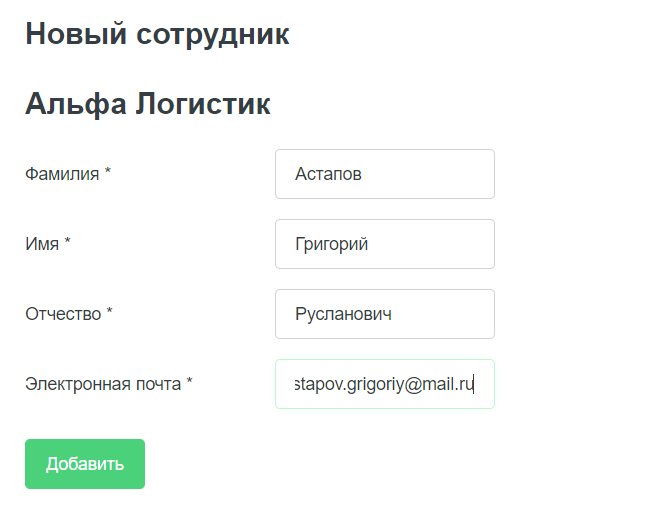 Новый сотрудник
Альфа Логистик
Фамилия * Астапов
Имя * Григорий
Отчество * Русланович
Электронная почта * stapov.grigoriy@mail.ru
Добавить